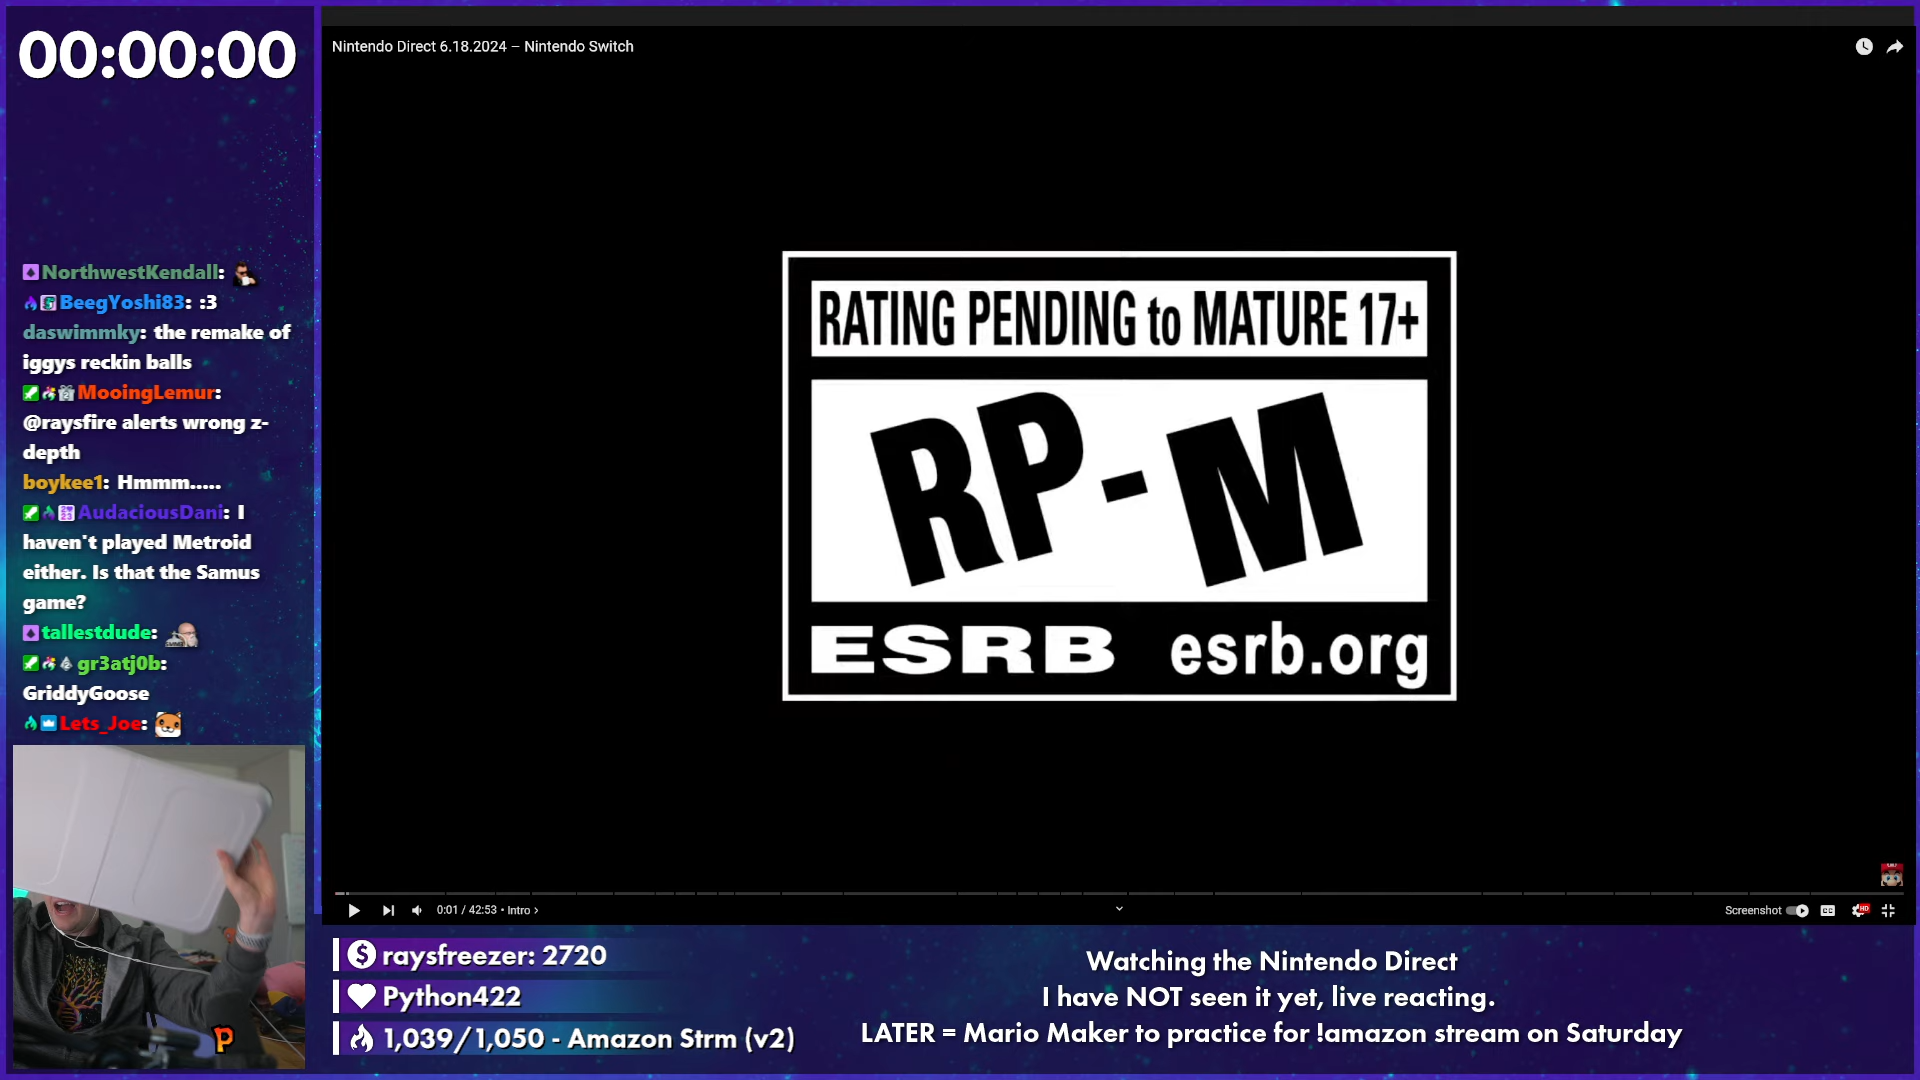 00:00:00
NorthwestKendall:
BeegYoshi83: :3
daswimmky: the remake of
iggys reckin balls
MooingLemur:
@raysfire alerts wrong z-
depth
boykee1: Hmmm.....
AudaciousDani: I
haven't played Metroid
either. Is that the Samus
game?
tallestdude:
gr3atj0b:
GriddyGoose
Lets_Joe:
Nintendo Direct 6.18.2024 – Nintendo Switch
RATING PENDING to MATURE 17+
RP-M
ESRB esrb.org
0:01 / 42:53 • Intro ›
Screenshot
CC
HD
raysfreezer: 2720
Python422
1,039/1,050 - Amazon Strm (v2)
Watching the Nintendo Direct
I have NOT seen it yet, live reacting.
LATER = Mario Maker to practice for !amazon stream on Saturday